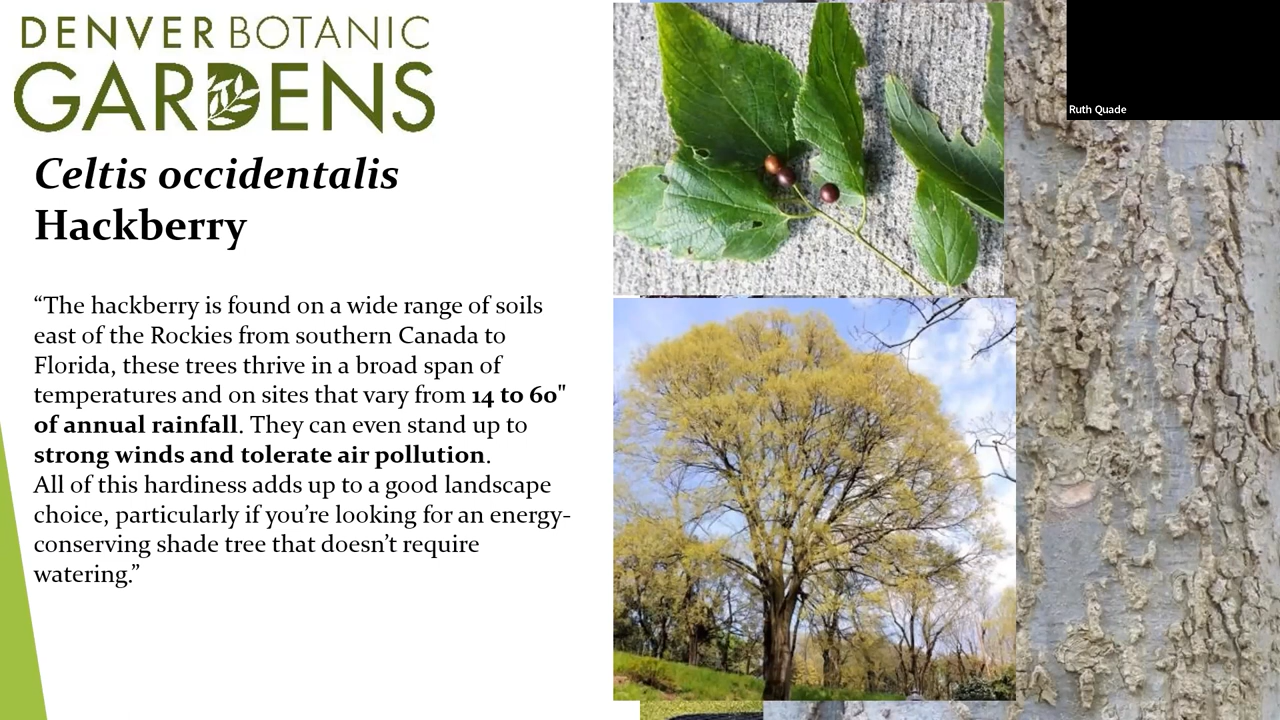 DENVER BOTANIC
GARDENS
Ruth Quade
Celtis occidentalis
Hackberry
“The hackberry is found on a wide range of soils
east of the Rockies from southern Canada to
Florida, these trees thrive in a broad span of
temperatures and on sites that vary from 14 to 60"
of annual rainfall. They can even stand up to
strong winds and tolerate air pollution.
All of this hardiness adds up to a good landscape
choice, particularly if you’re looking for an energy-
conserving shade tree that doesn’t require
watering.”